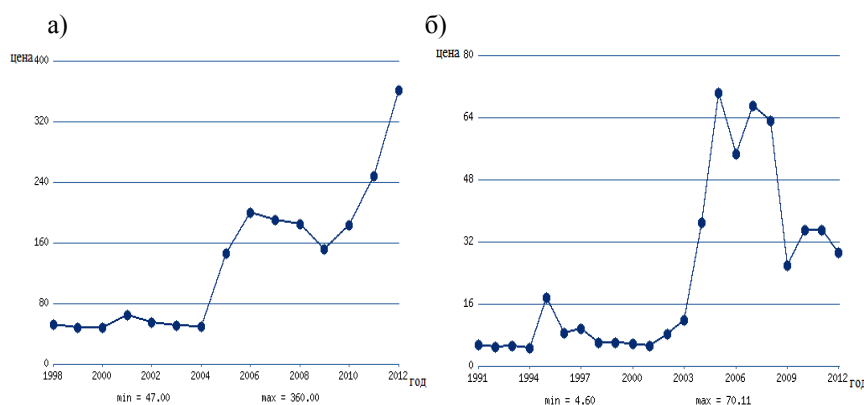 а)
цена
400
320
240
160
80
0
1998 2000 2002 2004 2006 2008 2010 2012 год
min = 47.00 max = 360.00
б)
цена
80
64
48
32
16
0
1991 1994 1997 2000 2003 2006 2009 2012 год
min = 4.60 max = 70.11